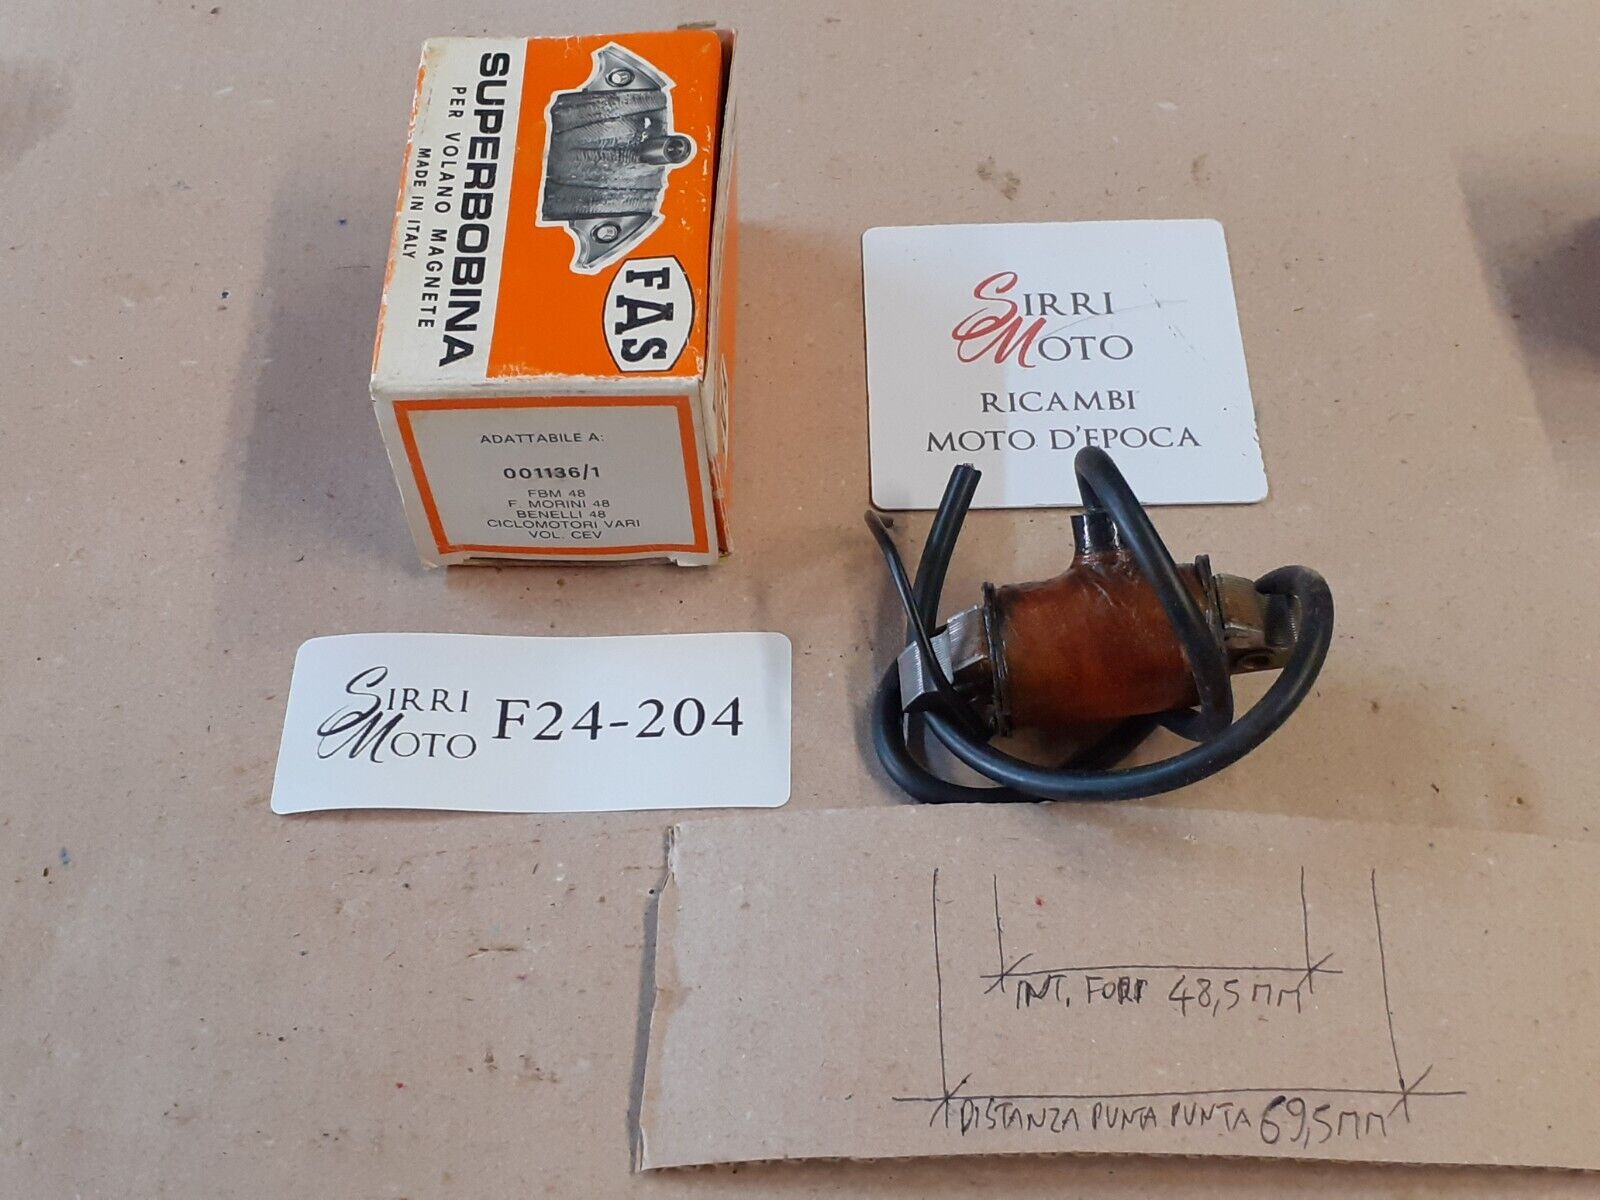 SUPERBOBINA
PER VOLANO MAGNETE
MADE IN ITALY
FAS
ADATTABILE A:
001136/1
FBM 48
F. MORINI 48
BENELLI 48
CICLOMOTORI VARI
VOL. CEV
SIRRI
MOTO
RICAMBI
MOTO D'EPOCA
SIRRI
MOTO
F24-204
INT. FORI 48,5 MM
DISTANZA PUNTA PUNTA 69,5 MM